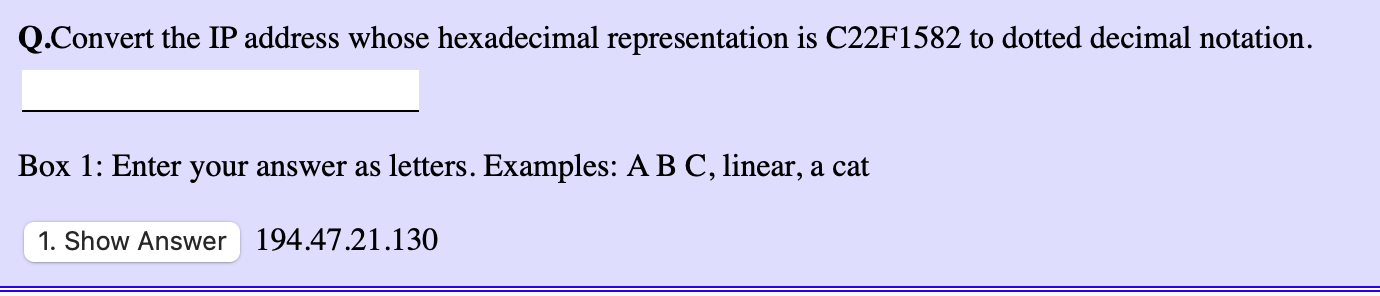 Q.Convert the IP address whose hexadecimal representation is C22F1582 to dotted decimal notation.
Box 1: Enter your answer as letters. Examples: A B C, linear, a cat
1. Show Answer 194.47.21.130